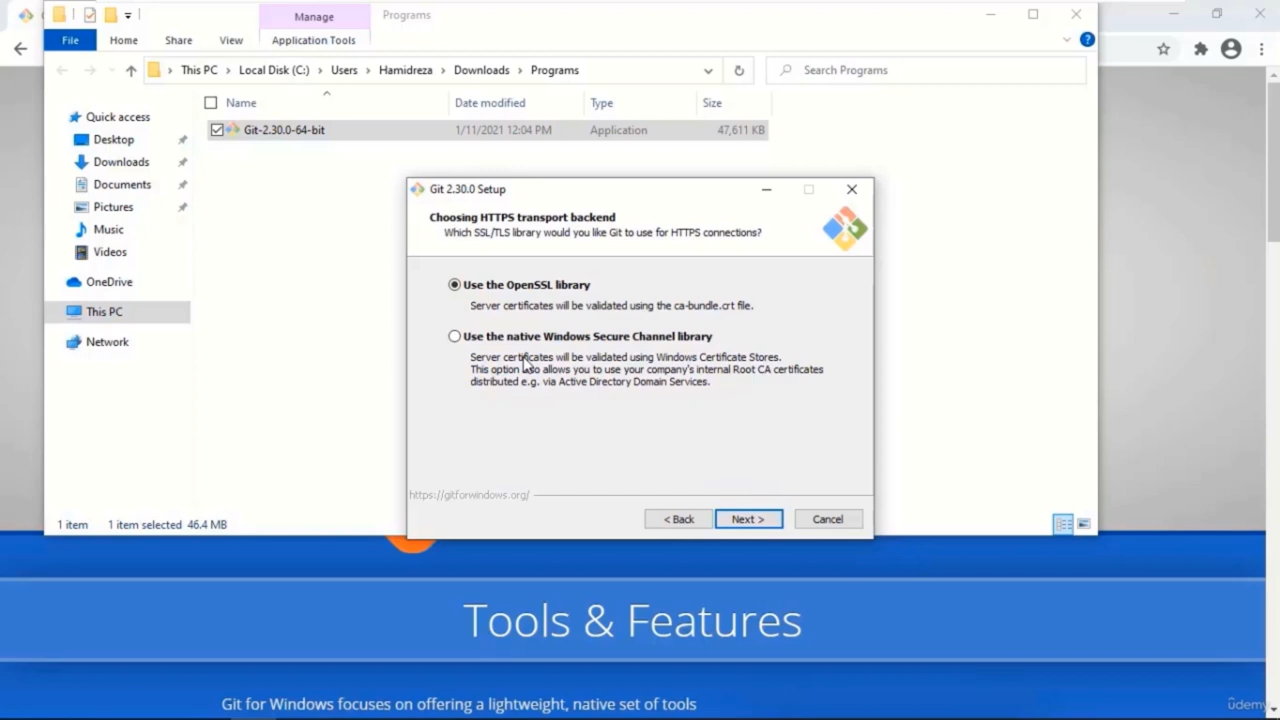 Manage
Programs
File
Home
Share
View
Application Tools
This PC
Local Disk (C:)
Users
Hamidreza
Downloads
Programs
Search Programs
Name
Date modified
Type
Size
Git-2.30.0-64-bit
1/11/2021 12:04 PM
Application
47,611 KB
Quick access
Desktop
Downloads
Documents
Pictures
Music
Videos
OneDrive
This PC
Network
Git 2.30.0 Setup
Choosing HTTPS transport backend
Which SSL/TLS library would you like Git to use for HTTPS connections?
Use the OpenSSL library
Server certificates will be validated using the ca-bundle.crt file.
Use the native Windows Secure Channel library
Server certificates will be validated using Windows Certificate Stores.
This option also allows you to use your company's internal Root CA certificates
distributed e.g. via Active Directory Domain Services.
https://gitforwindows.org/
< Back
Next >
Cancel
1 item
1 item selected 46.4 MB
Tools & Features
Git for Windows focuses on offering a lightweight, native set of tools
ûdemy